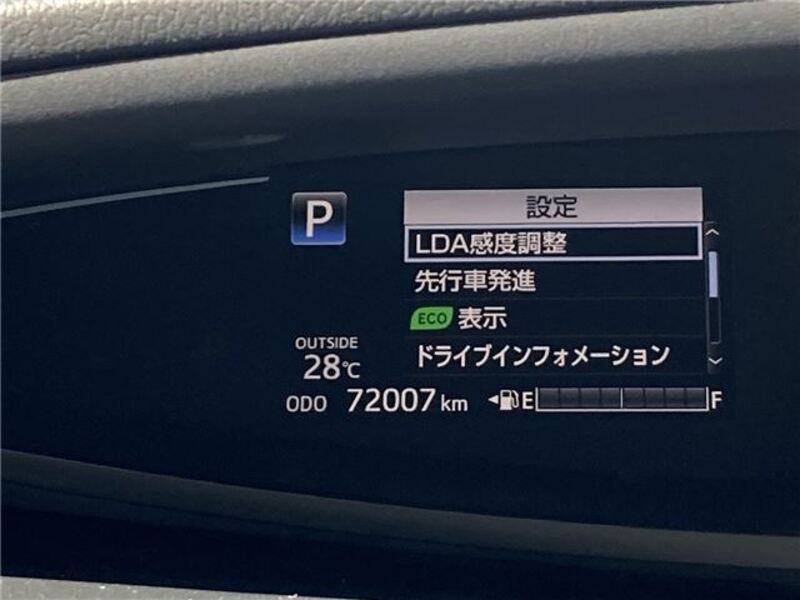 P
設定
LDA感度調整
先行車発進
ECO 表示
ドライブインフォメーション
OUTSIDE
28℃
ODO 72007 km
E F